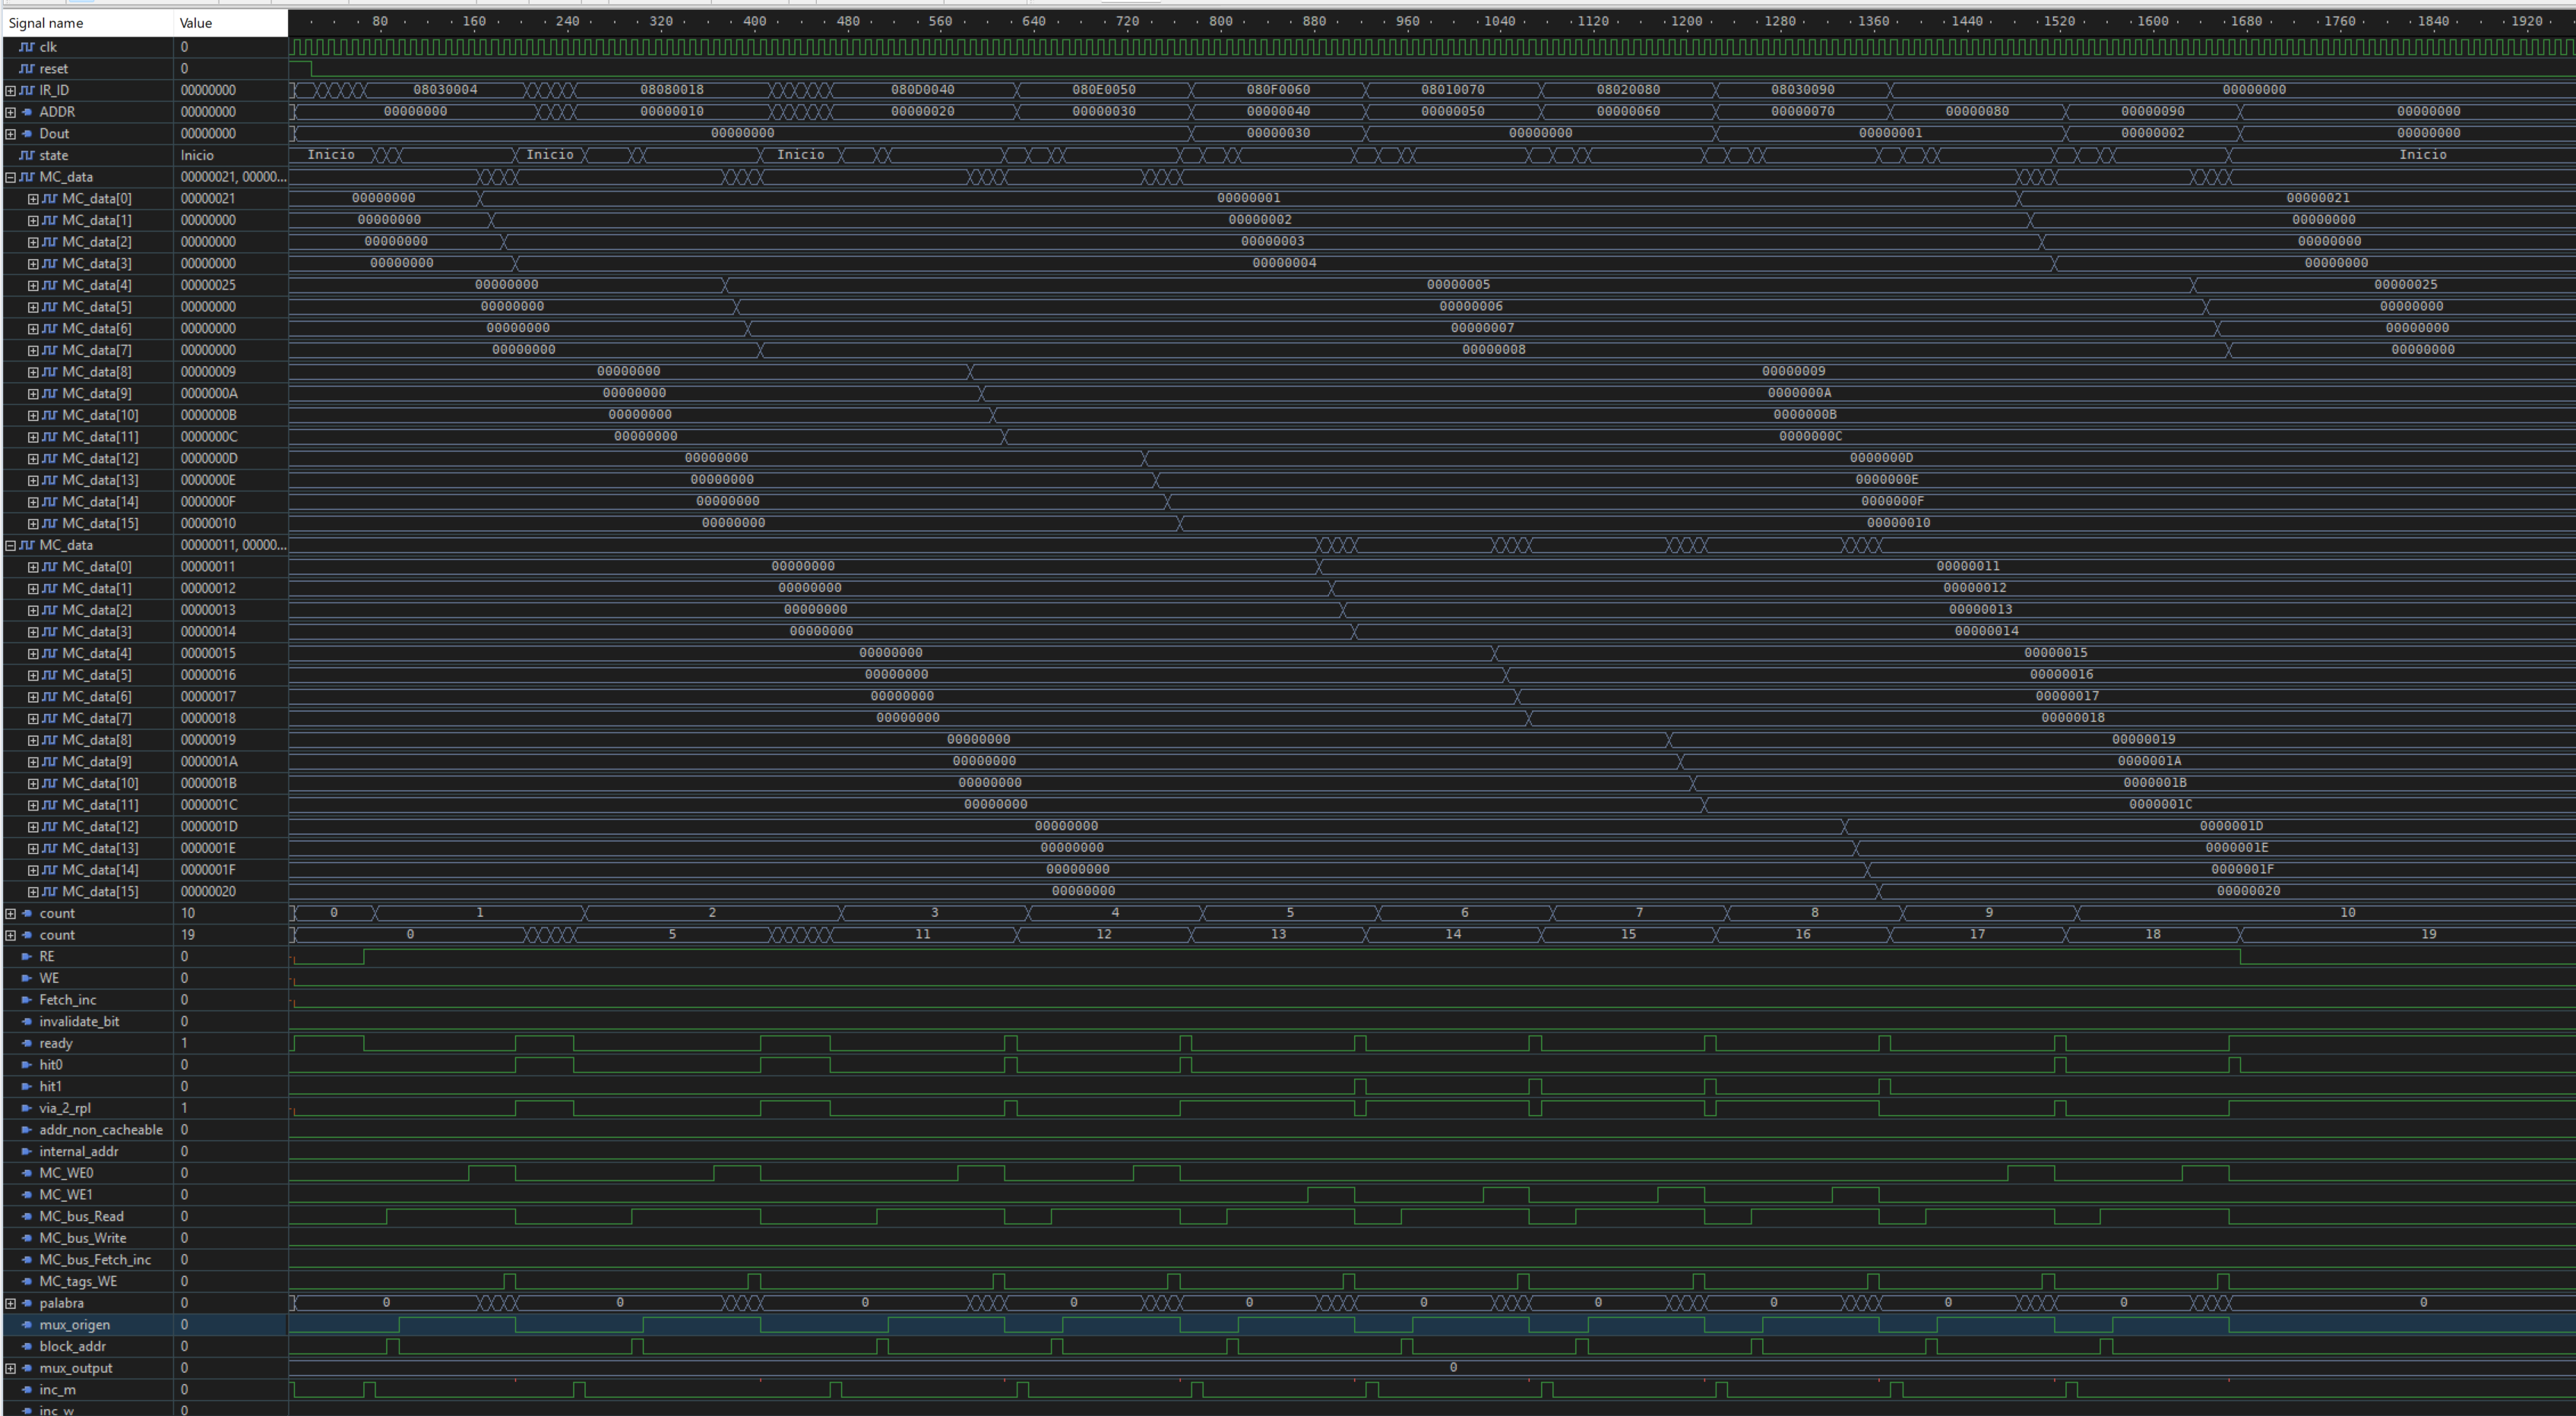 Signal name Value 80 160 240 320 400 480 560 640 720 800 880 960 1040 1120 1200 1280 1360 1440 1520 1600 1680 1760 1840 1920
clk 0
reset 0
IR_ID 00000000 08030004 08080018 080D0040 080E0050 080F0060 08010070 08020080 08030090 00000000
ADDR 00000000 00000000 00000010 00000020 00000030 00000040 00000050 00000060 00000070 00000080 00000090 00000000
Dout 00000000 00000000 00000030 00000000 00000001 00000002 00000000
state Inicio Inicio Inicio Inicio Inicio
MC_data 00000021, 00000...
MC_data[0] 00000021 00000000 00000001 00000021
MC_data[1] 00000000 00000000 00000002 00000000
MC_data[2] 00000000 00000000 00000003 00000000
MC_data[3] 00000000 00000000 00000004 00000000
MC_data[4] 00000025 00000000 00000005 00000025
MC_data[5] 00000000 00000000 00000006 00000000
MC_data[6] 00000000 00000000 00000007 00000000
MC_data[7] 00000000 00000000 00000008 00000000
MC_data[8] 00000009 00000000 00000009
MC_data[9] 0000000A 00000000 0000000A
MC_data[10] 0000000B 00000000 0000000B
MC_data[11] 0000000C 00000000 0000000C
MC_data[12] 0000000D 00000000 0000000D
MC_data[13] 0000000E 00000000 0000000E
MC_data[14] 0000000F 00000000 0000000F
MC_data[15] 00000010 00000000 00000010
MC_data 00000011, 00000...
MC_data[0] 00000011 00000000 00000011
MC_data[1] 00000012 00000000 00000012
MC_data[2] 00000013 00000000 00000013
MC_data[3] 00000014 00000000 00000014
MC_data[4] 00000015 00000000 00000015
MC_data[5] 00000016 00000000 00000016
MC_data[6] 00000017 00000000 00000017
MC_data[7] 00000018 00000000 00000018
MC_data[8] 00000019 00000000 00000019
MC_data[9] 0000001A 00000000 0000001A
MC_data[10] 0000001B 00000000 0000001B
MC_data[11] 0000001C 00000000 0000001C
MC_data[12] 0000001D 00000000 0000001D
MC_data[13] 0000001E 00000000 0000001E
MC_data[14] 0000001F 00000000 0000001F
MC_data[15] 00000020 00000000 00000020
count 10 0 1 2 3 4 5 6 7 8 9 10
count 19 0 5 11 12 13 14 15 16 17 18 19
RE 0
WE 0
Fetch_inc 0
invalidate_bit 0
ready 1
hit0 0
hit1 0
via_2_rpl 1
addr_non_cacheable 0
internal_addr 0
MC_WE0 0
MC_WE1 0
MC_bus_Read 0
MC_bus_Write 0
MC_bus_Fetch_inc 0
MC_tags_WE 0
palabra 0 0 0 0 0 0 0 0 0 0 0 0
mux_origen 0
block_addr 0
mux_output 0 0
inc_m 0
inc_w 0